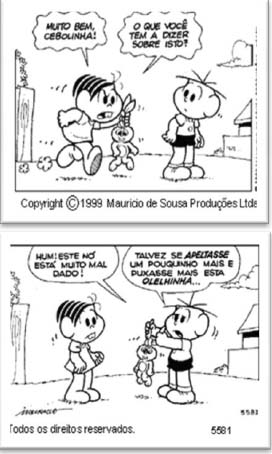 MUITO BEM,
CEBOLINHA!
O QUE VOCÊ
TEM A DIZER
SOBRE ISTO?
Copyright ©1999 Mauricio de Sousa Produções Ltda
HUM! ESTE NÓ
ESTÁ MUITO MAL
DADO!
TALVEZ SE APELTASSE
UM POUQUINHO MAIS E
PUXASSE MAIS ESTA
OLELHINHA...
5581
Todos os direitos reservados.
5581